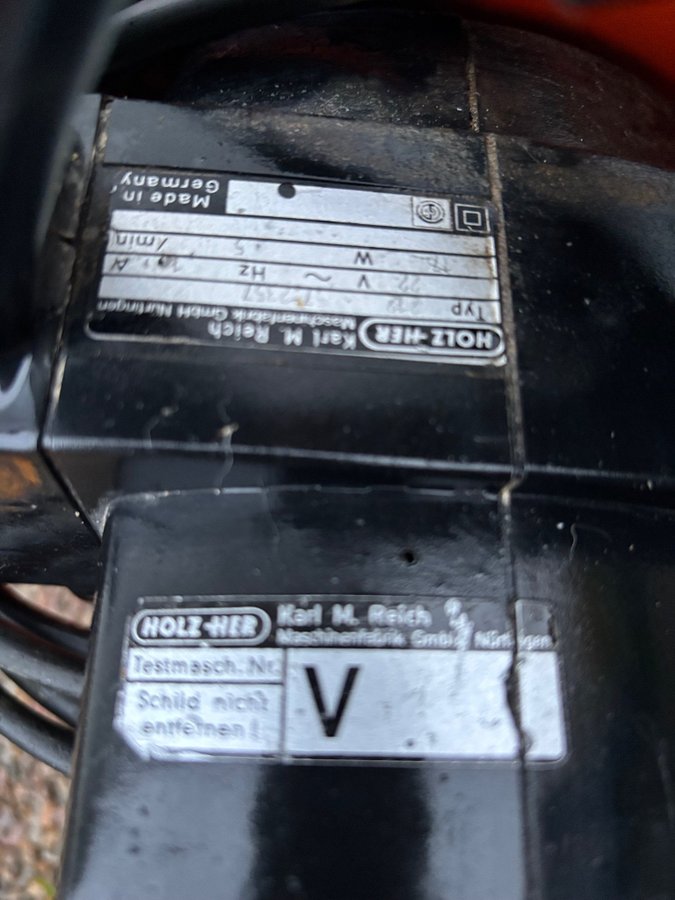 HOLZ-HER Karl M. Reich
Maschinenfabrik GmbH Nürtingen
Typ
V ~ Hz A
W /min
Made in
Germany
HOLZ-HER Karl M. Reich
Maschinenfabrik GmbH Nürtingen
Testmasch. Nr.
Schild nicht
entfernen!
V